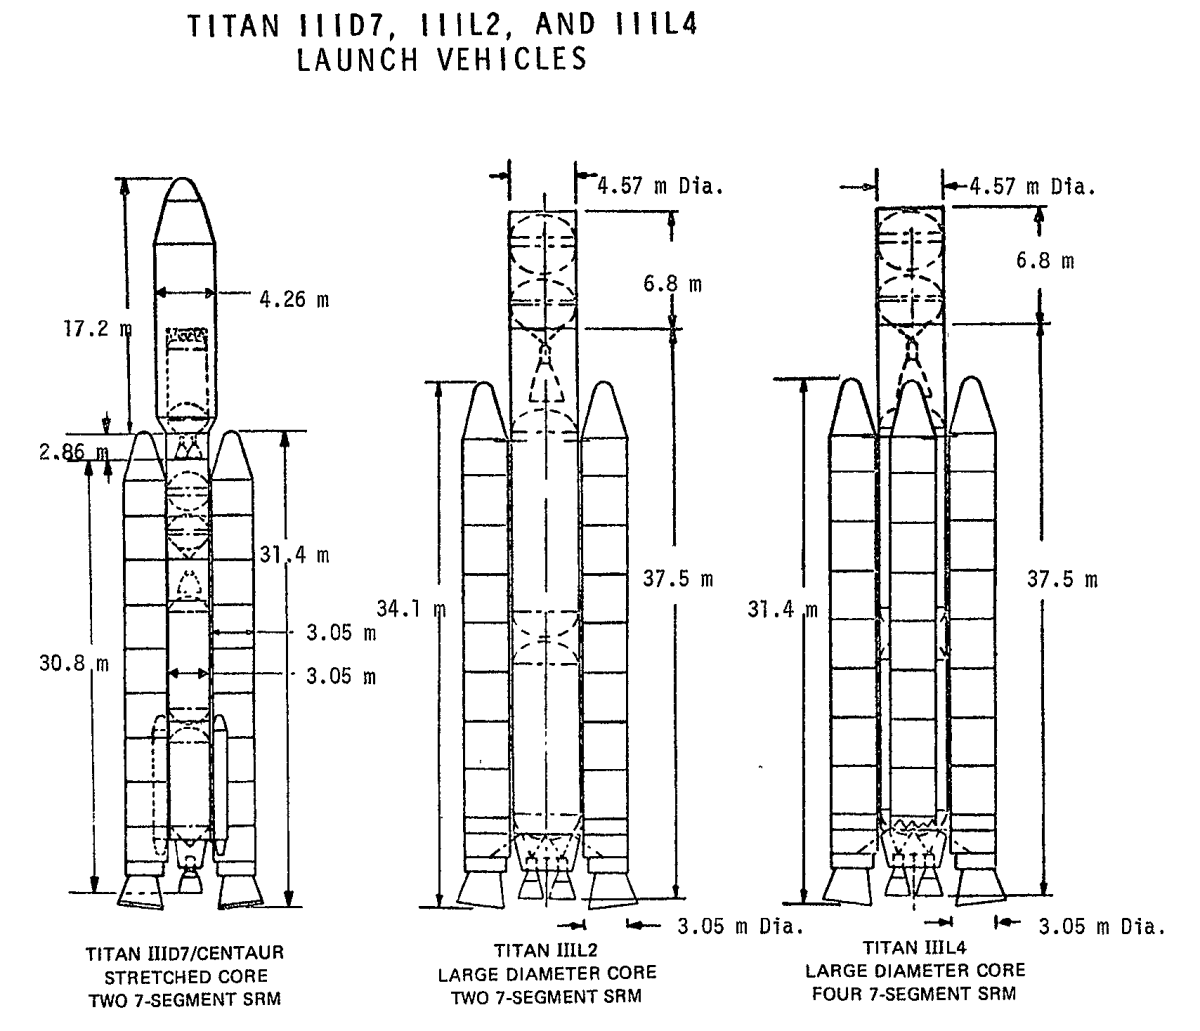 TITAN IIID7, IIIL2, AND IIIL4
LAUNCH VEHICLES
4.57 m Dia.
4.57 m Dia.
6.8 m
6.8 m
4.26 m
17.2 m
2.86 m
31.4 m
37.5 m
37.5 m
34.1 m
31.4 m
3.05 m
30.8 m
3.05 m
3.05 m Dia.
3.05 m Dia.
TITAN IIID7/CENTAUR
STRETCHED CORE
TWO 7-SEGMENT SRM
TITAN IIIL2
LARGE DIAMETER CORE
TWO 7-SEGMENT SRM
TITAN IIIL4
LARGE DIAMETER CORE
FOUR 7-SEGMENT SRM